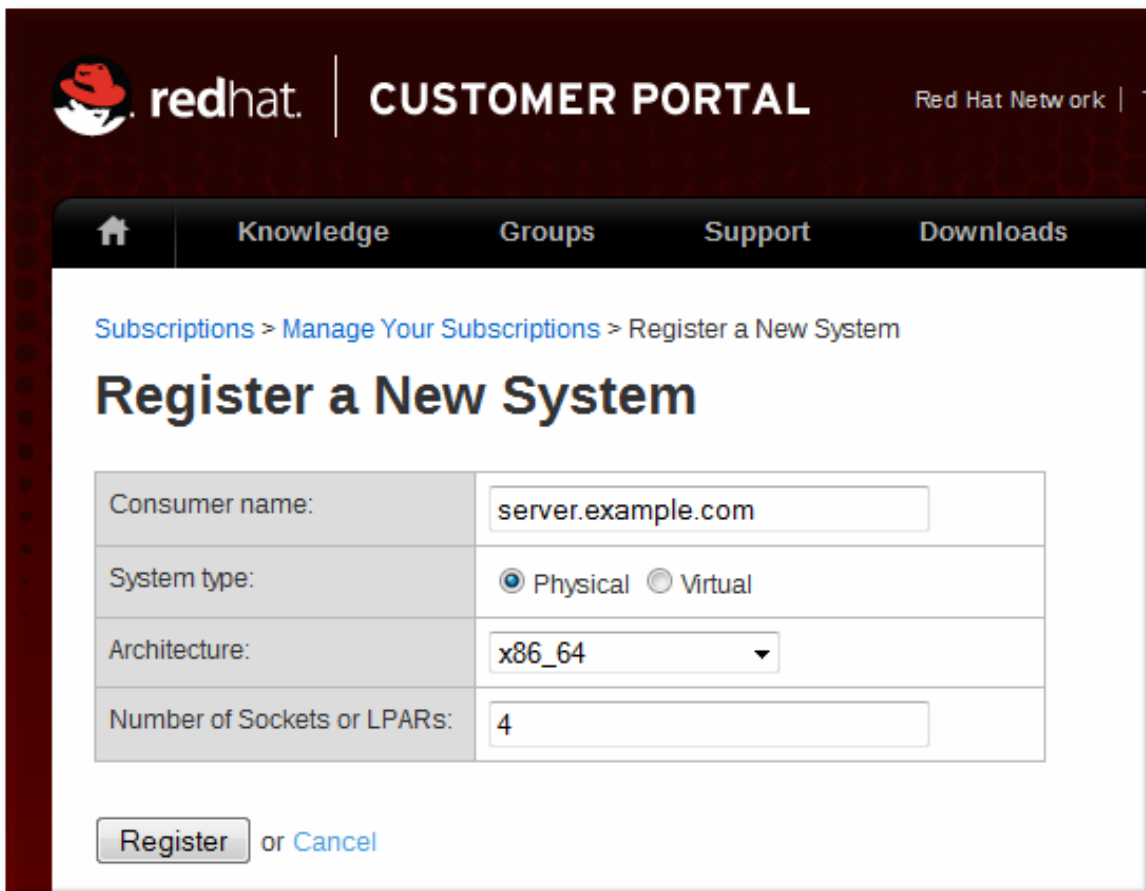 redhat. CUSTOMER PORTAL Red Hat Network |
Knowledge Groups Support Downloads
Subscriptions > Manage Your Subscriptions > Register a New System
Register a New System
Consumer name: server.example.com
System type: Physical Virtual
Architecture: x86_64
Number of Sockets or LPARs: 4
Register or Cancel